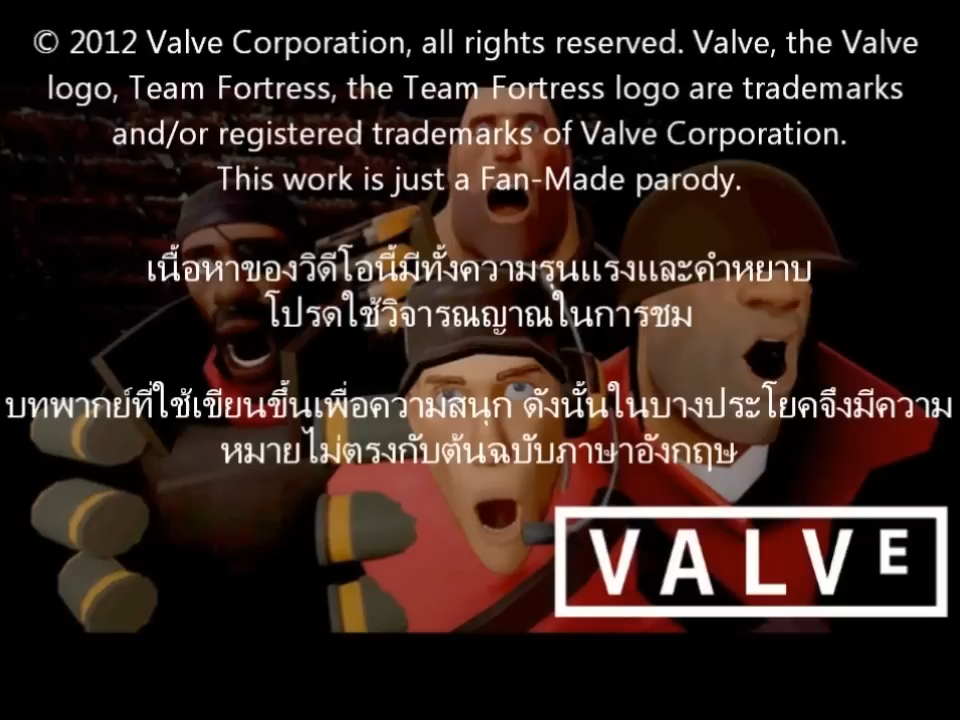 © 2012 Valve Corporation, all rights reserved. Valve, the Valve
logo, Team Fortress, the Team Fortress logo are trademarks
and/or registered trademarks of Valve Corporation.
This work is just a Fan-Made parody.
เนื้อหาของวิดีโอนี้มีทั้งความรุนแรงและคำหยาบ
โปรดใช้วิจารณญาณในการชม
บทพากย์ที่ใช้เขียนขึ้นเพื่อความสนุก ดังนั้นในบางประโยคจึงมีความ
หมายไม่ตรงกับต้นฉบับภาษาอังกฤษ
VALVE